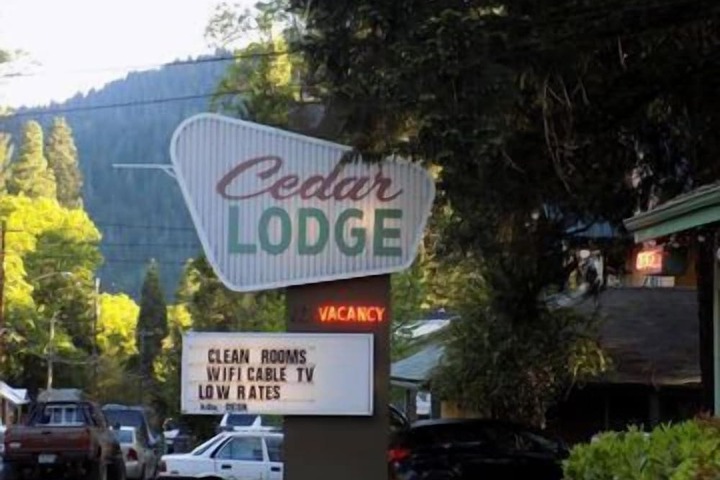 Cedar
LODGE
VACANCY
CLEAN ROOMS
WIFI CABLE TV
LOW RATES